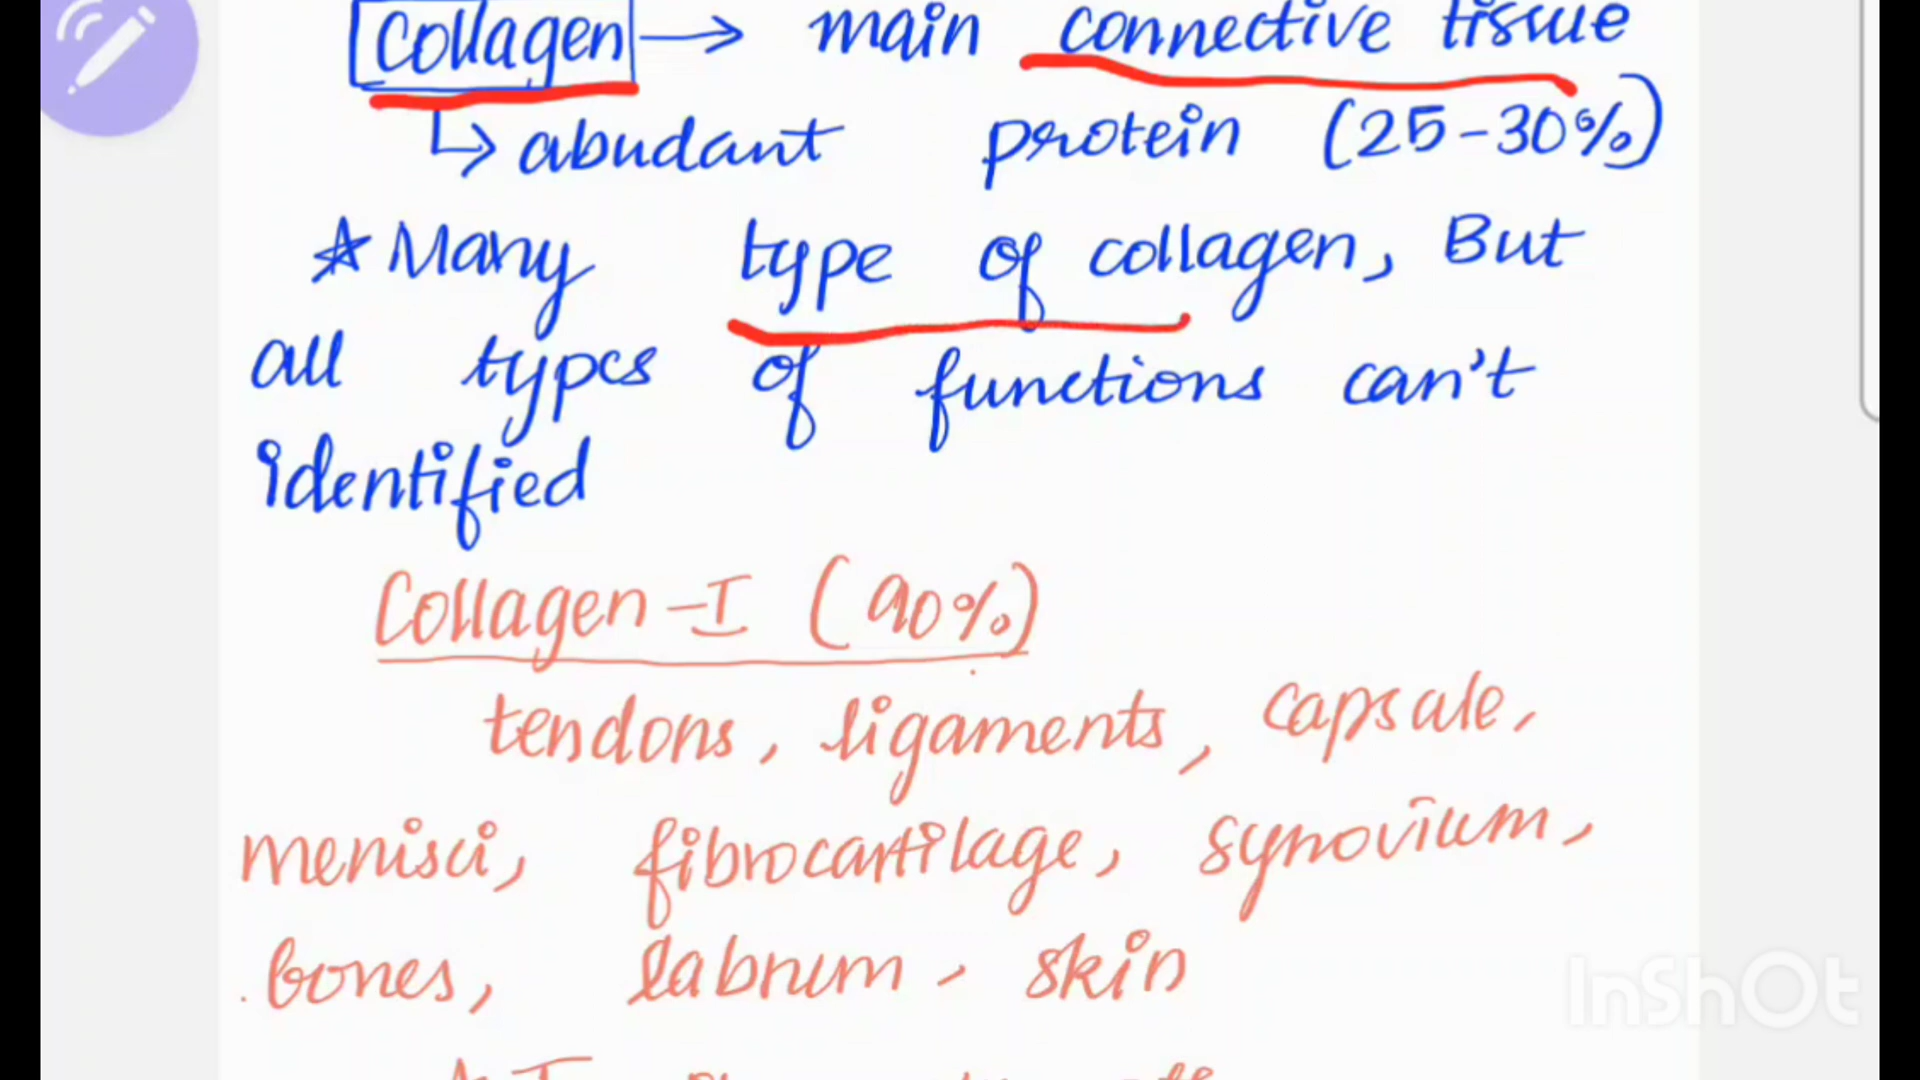 Collagen → main connective tissue
↳ abudant protein (25-30%)
★ Many type of collagen, But
all types of functions can't
identified
Collagen-I (90%)
tendons, ligaments, capsule,
menisci, fibrocartilage, synovium,
bones, labrum, skin
InShOt